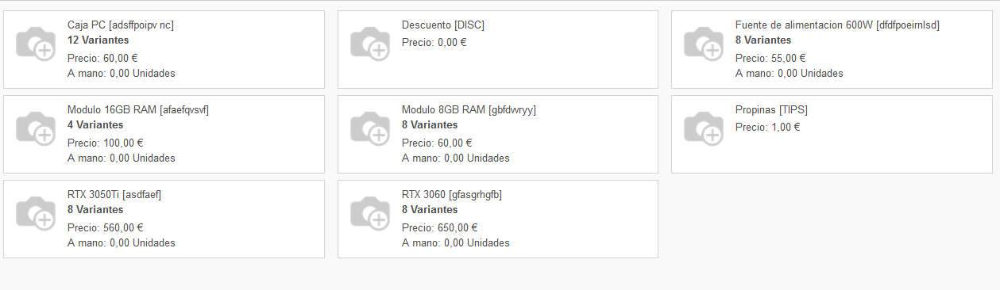 Caja PC [adsffpoipv nc]
12 Variantes
Precio: 60,00 €
A mano: 0,00 Unidades
Descuento [DISC]
Precio: 0,00 €
Fuente de alimentacion 600W [dfdfpoeirnlsd]
8 Variantes
Precio: 55,00 €
A mano: 0,00 Unidades
Modulo 16GB RAM [afaefqvsvf]
4 Variantes
Precio: 100,00 €
A mano: 0,00 Unidades
Modulo 8GB RAM [gbfdwryy]
8 Variantes
Precio: 60,00 €
A mano: 0,00 Unidades
Propinas [TIPS]
Precio: 1,00 €
RTX 3050Ti [asdfaef]
8 Variantes
Precio: 560,00 €
A mano: 0,00 Unidades
RTX 3060 [gfasgrhgfb]
8 Variantes
Precio: 650,00 €
A mano: 0,00 Unidades